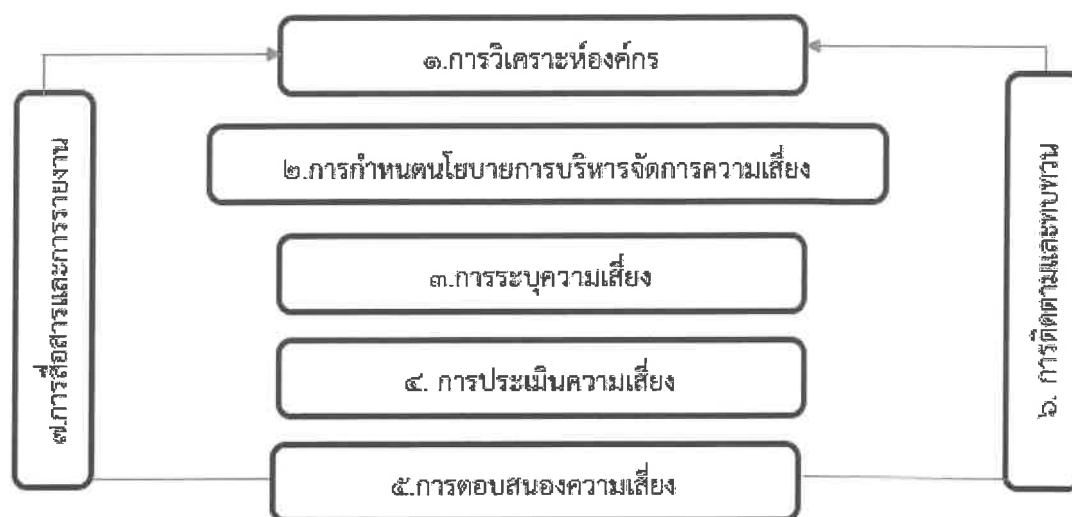 ๑.การวิเคราะห์องค์กร
๒.การกำหนดนโยบายการบริหารจัดการความเสี่ยง
๓.การระบุความเสี่ยง
๔. การประเมินความเสี่ยง
๕.การตอบสนองความเสี่ยง
๖. การติดตามและทบทวน
๗.การสื่อสารและการรายงาน